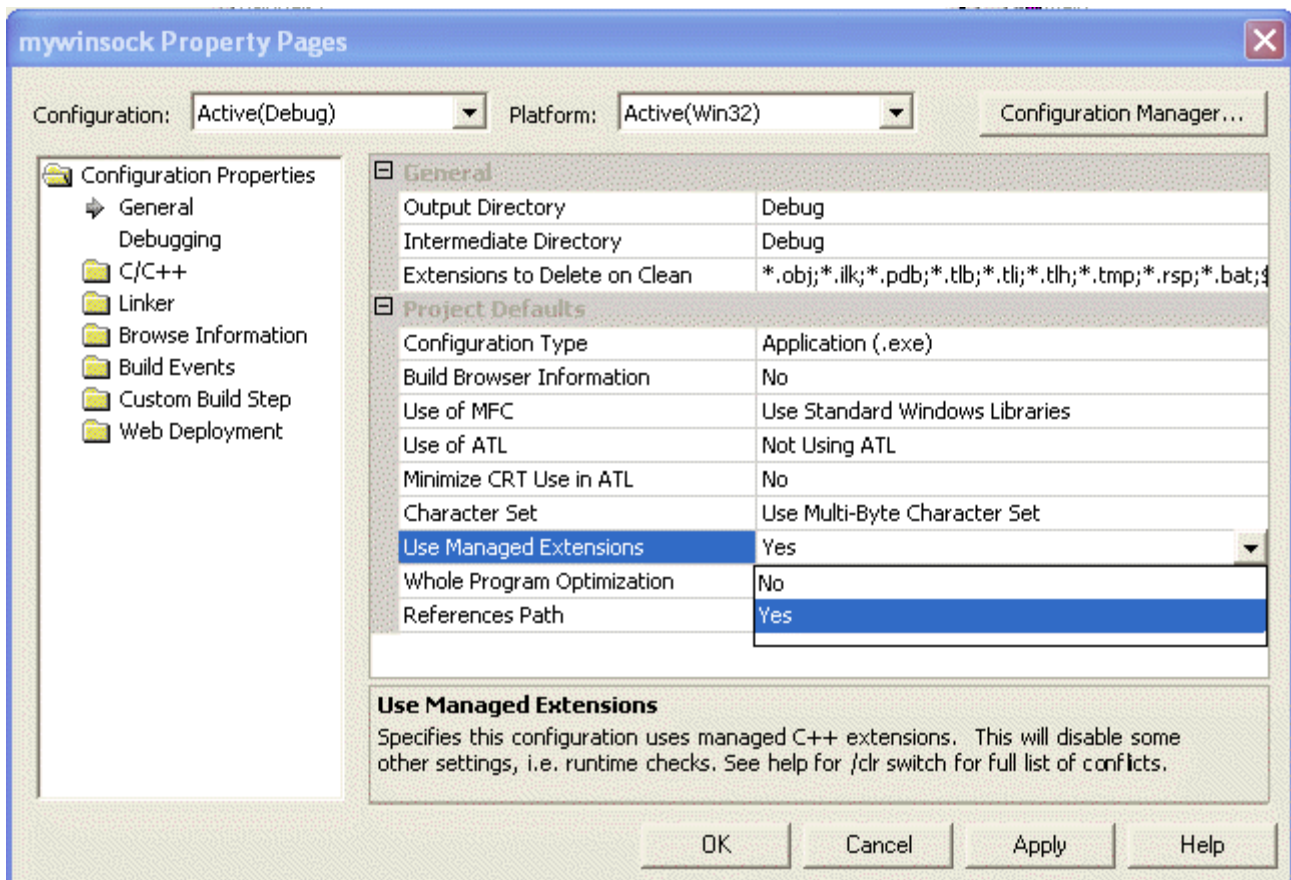 mywinsock Property Pages
Configuration: Active(Debug) Platform: Active(Win32) Configuration Manager...
Configuration Properties
General
Debugging
C/C++
Linker
Browse Information
Build Events
Custom Build Step
Web Deployment
General
Output Directory Debug
Intermediate Directory Debug
Extensions to Delete on Clean *.obj;*.ilk;*.pdb;*.tlb;*.tli;*.tlh;*.tmp;*.rsp;*.bat;$
Project Defaults
Configuration Type Application (.exe)
Build Browser Information No
Use of MFC Use Standard Windows Libraries
Use of ATL Not Using ATL
Minimize CRT Use in ATL No
Character Set Use Multi-Byte Character Set
Use Managed Extensions Yes
Whole Program Optimization No
References Path Yes
Use Managed Extensions
Specifies this configuration uses managed C++ extensions. This will disable some
other settings, i.e. runtime checks. See help for /clr switch for full list of conflicts.
OK Cancel Apply Help